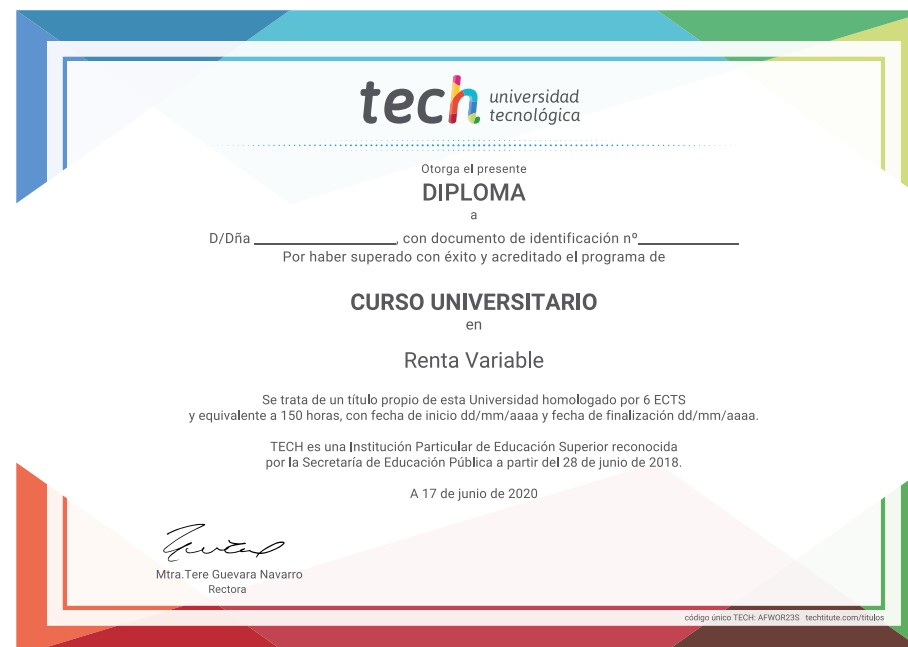 tech universidad
tecnológica
Otorga el presente
DIPLOMA
a
D/Dña ________________, con documento de identificación nº____________
Por haber superado con éxito y acreditado el programa de
CURSO UNIVERSITARIO
en
Renta Variable
Se trata de un título propio de esta Universidad homologado por 6 ECTS
y equivalente a 150 horas, con fecha de inicio dd/mm/aaaa y fecha de finalización dd/mm/aaaa.
TECH es una Institución Particular de Educación Superior reconocida
por la Secretaría de Educación Pública a partir del 28 de junio de 2018.
A 17 de junio de 2020
Mtra.Tere Guevara Navarro
Rectora
código único TECH: AFWOR23S techtitute.com/titulos